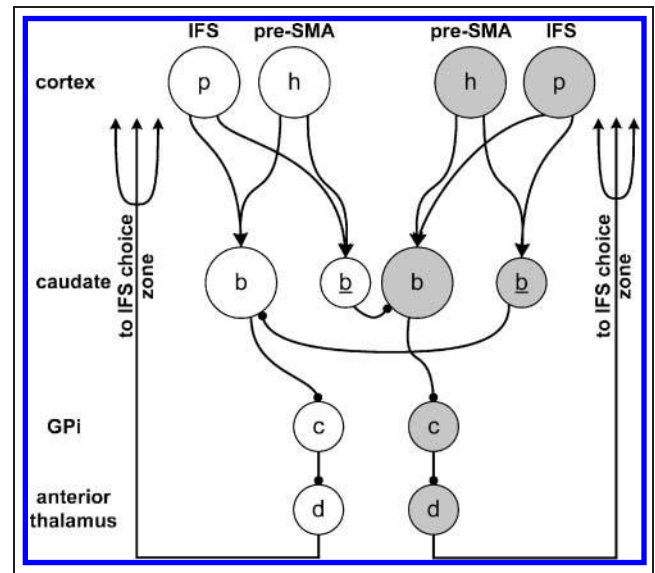 IFS pre-SMA pre-SMA IFS
cortex p h h p
to IFS choice
zone
caudate b b b b
to IFS choice
zone
GPi c c
anterior
thalamus
d d